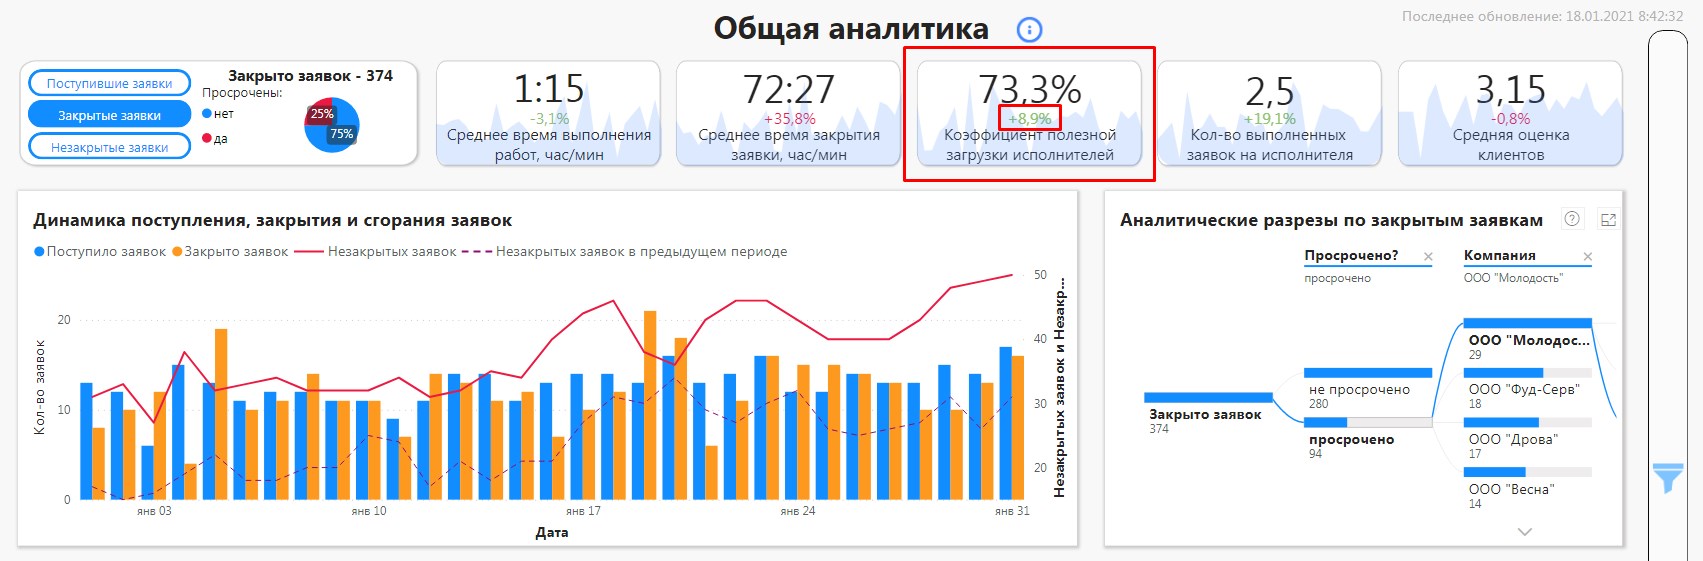 Последнее обновление: 18.01.2021 8:42:32
Общая аналитика
Поступившие заявки
Закрытые заявки
Незакрытые заявки
Закрыто заявок - 374
Просрочены:
нет
да
25%
75%
1:15
-3,1%
Среднее время выполнения
работ, час/мин
72:27
+35,8%
Среднее время закрытия
заявки, час/мин
73,3%
+8,9%
Коэффициент полезной
загрузки исполнителей
2,5
+19,1%
Кол-во выполненных
заявок на исполнителя
3,15
-0,8%
Средняя оценка
клиентов
Динамика поступления, закрытия и сгорания заявок
Поступило заявок Закрыто заявок Незакрытых заявок Незакрытых заявок в предыдущем периоде
Кол-во заявок
20
10
0
50
40
30
20
Незакрытых заявок и Незакр...
янв 03 янв 10 янв 17 янв 24 янв 31
Дата
Аналитические разрезы по закрытым заявкам
?
Просрочено?
просрочено
Компания
ООО "Молодость"
Закрыто заявок
374
не просрочено
280
просрочено
94
ООО "Молодос...
29
ООО "Фуд-Серв"
18
ООО "Дрова"
17
ООО "Весна"
14